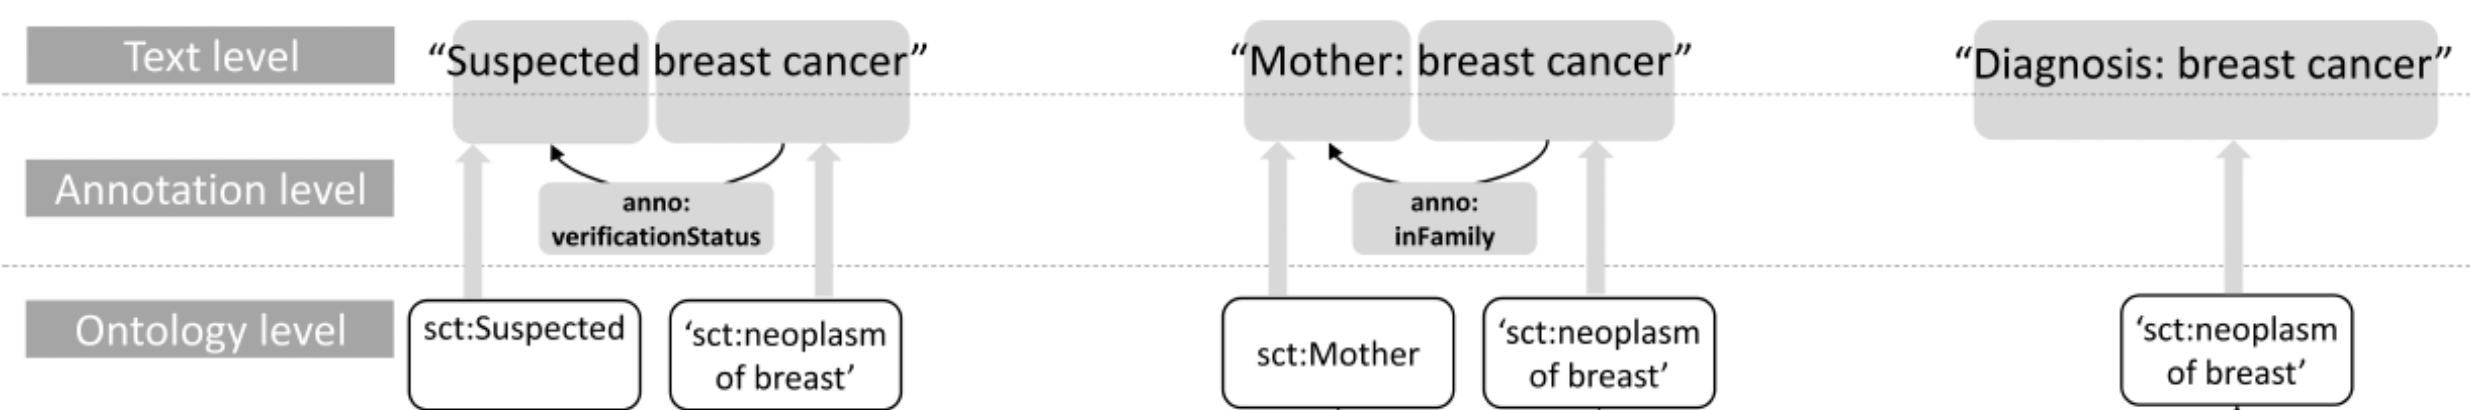 Text level
“Suspected breast cancer”
“Mother: breast cancer”
“Diagnosis: breast cancer”
Annotation level
anno:
verificationStatus
anno:
inFamily
Ontology level
sct:Suspected
‘sct:neoplasm
of breast’
sct:Mother
‘sct:neoplasm
of breast’
‘sct:neoplasm
of breast’